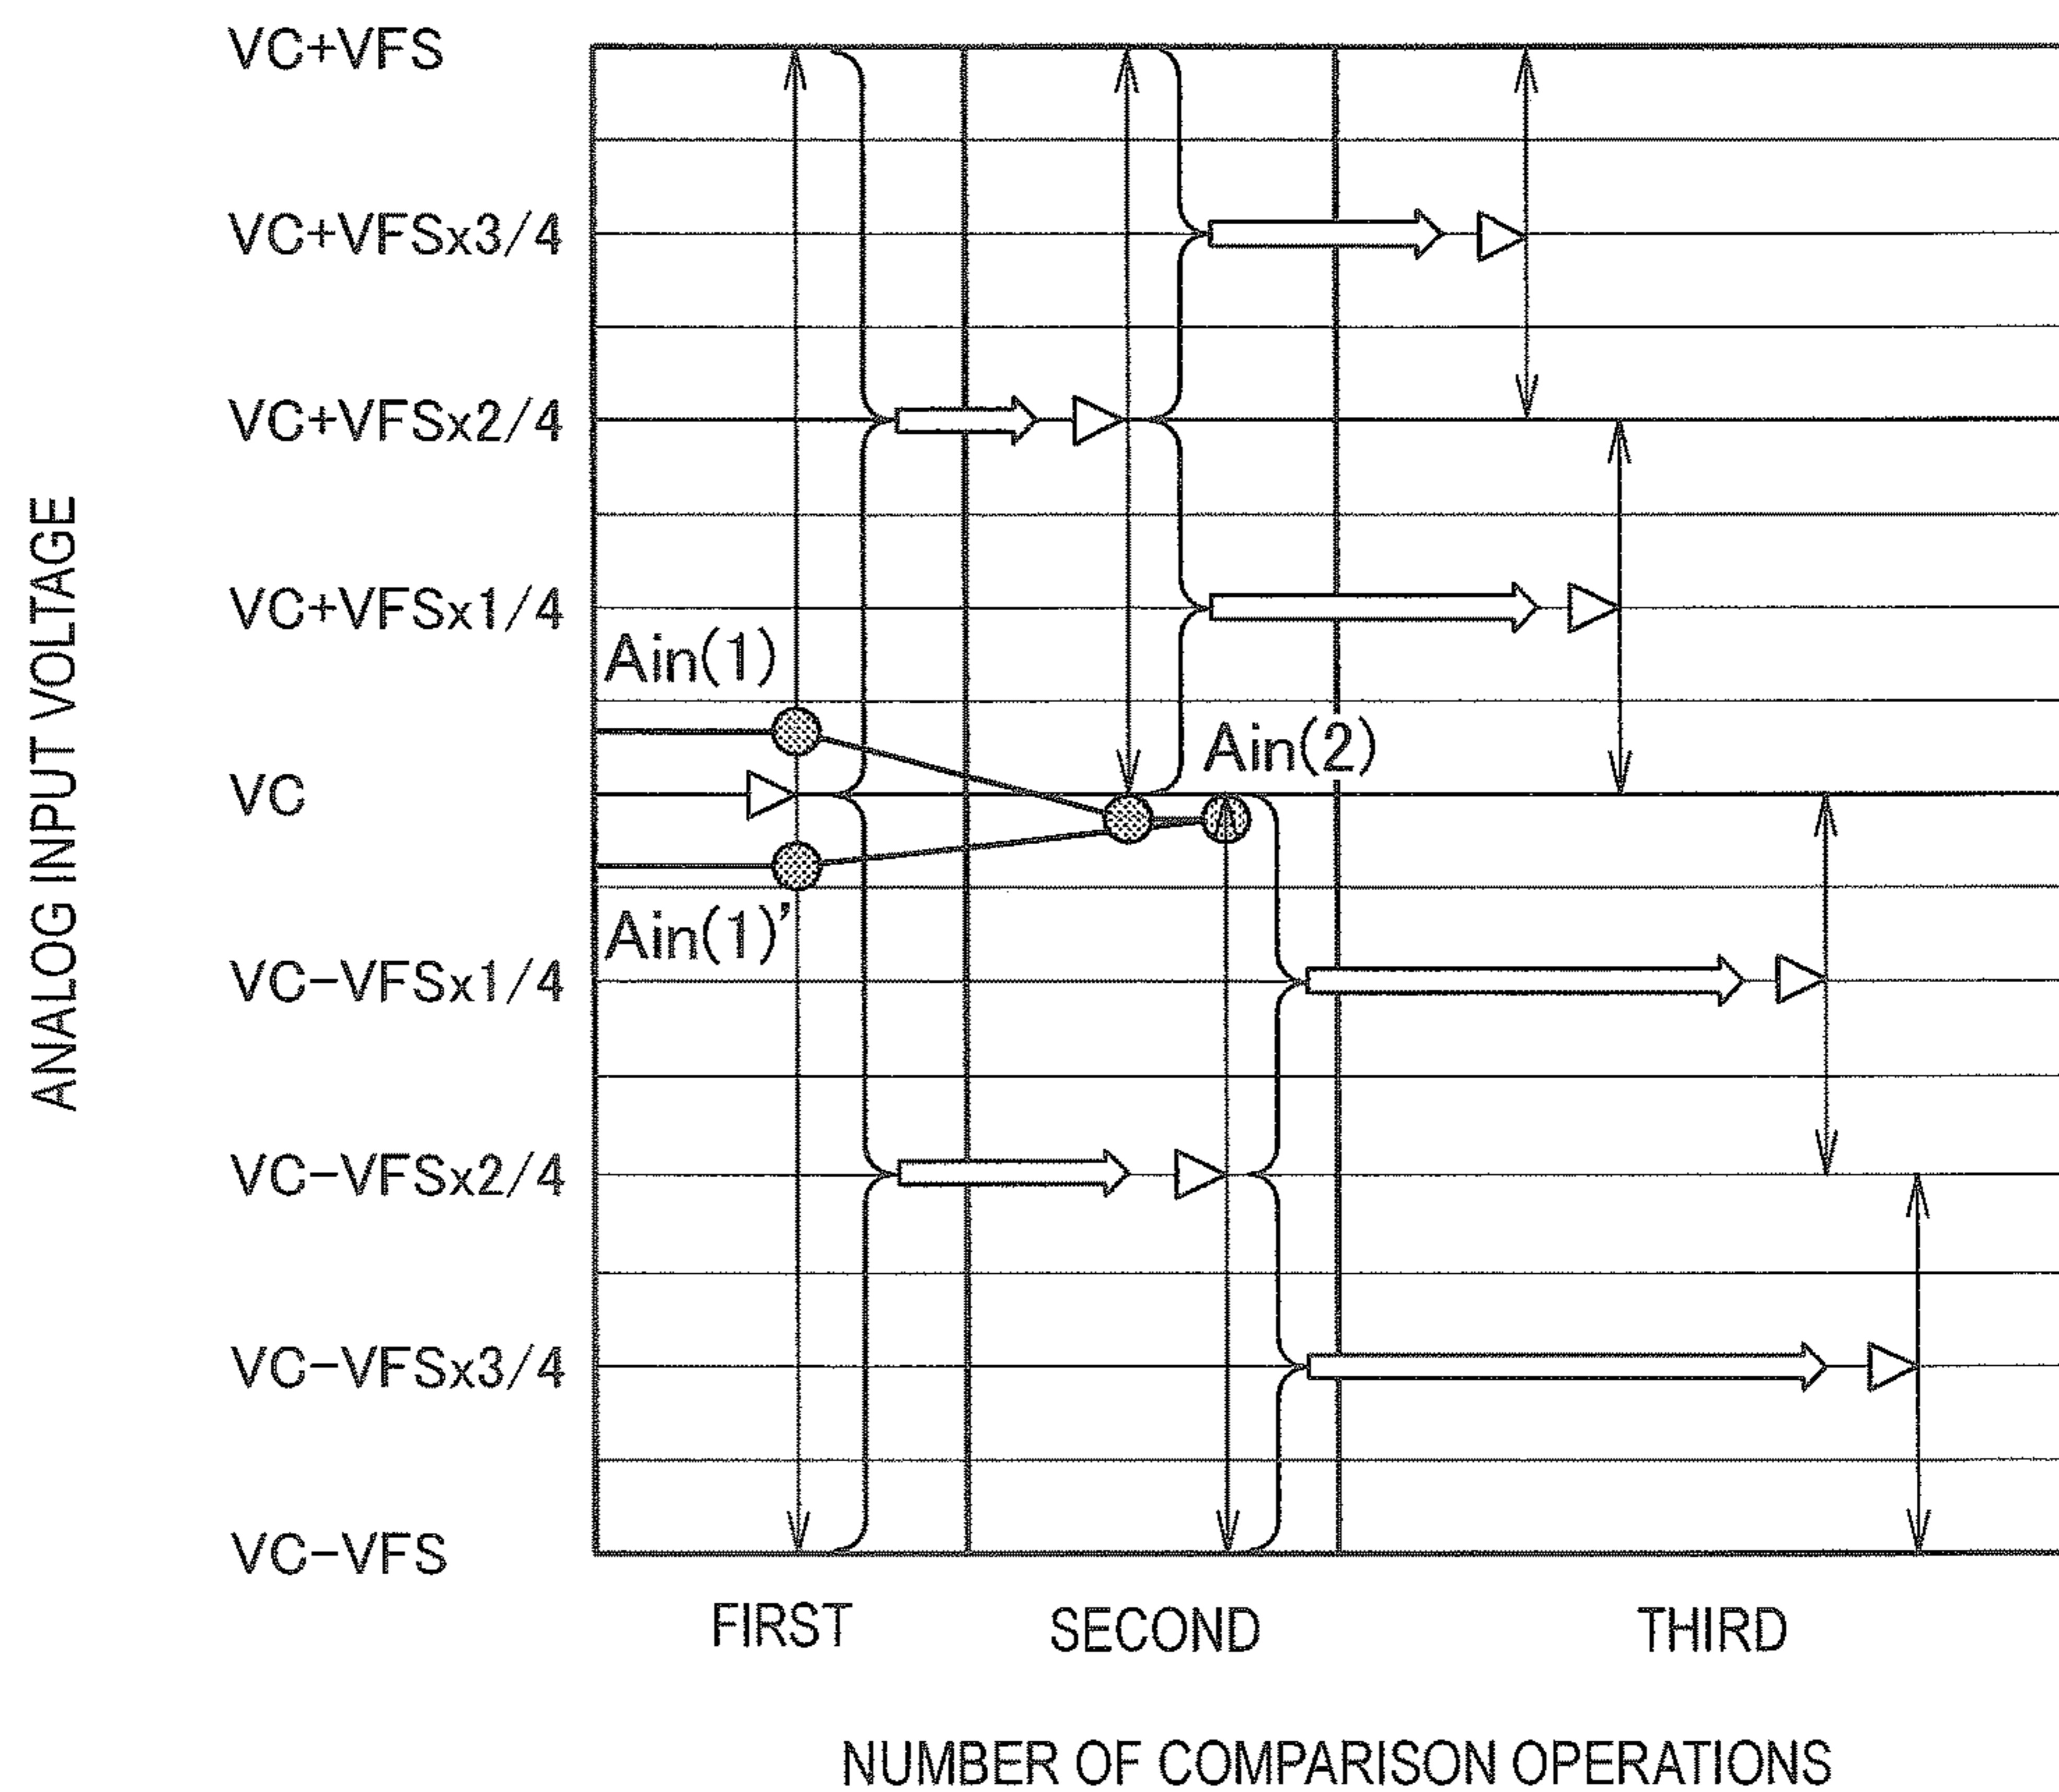 VC+VFS
VC+VFSx3/4
VC+VFSx2/4
VC+VFSx1/4
Ain(1)
Ain(2)
VC
Ain(1)'
VC-VFSx1/4
VC-VFSx2/4
VC-VFSx3/4
VC-VFS
ANALOG INPUT VOLTAGE
FIRST
SECOND
THIRD
NUMBER OF COMPARISON OPERATIONS